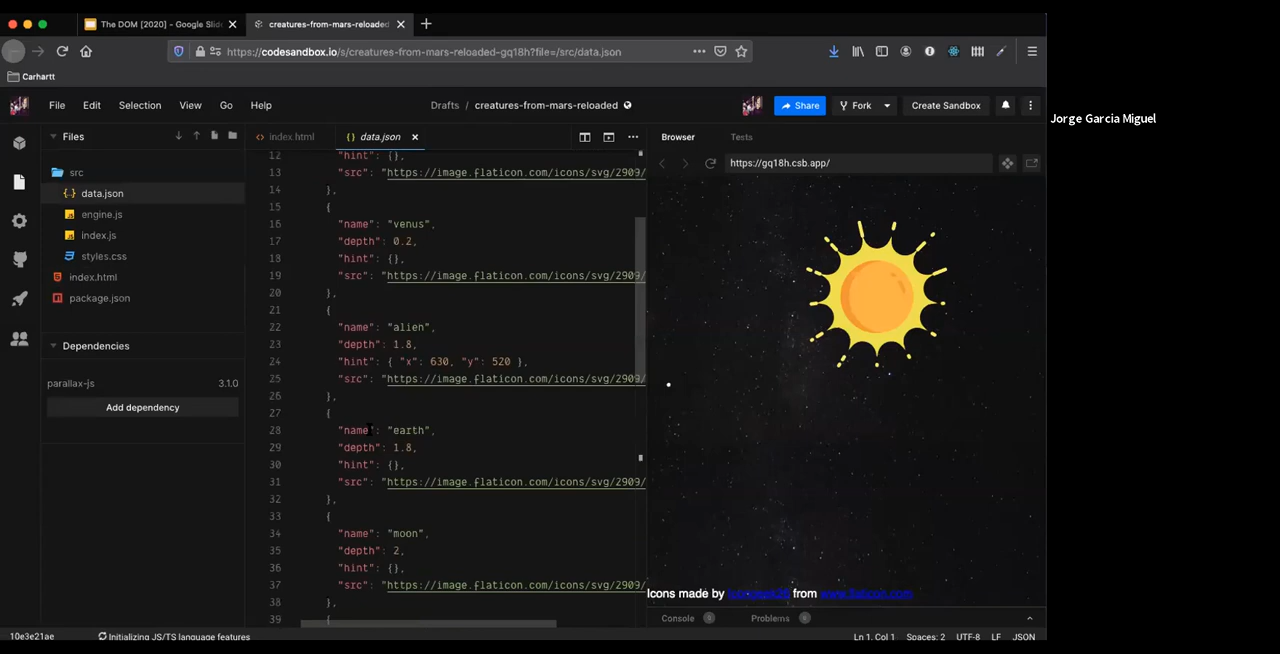 The DOM [2020] - Google Slid
creatures-from-mars-reloaded
https://codesandbox.io/s/creatures-from-mars-reloaded-gq18h?file=/src/data.json
Carhartt
File Edit Selection View Go Help
Drafts / creatures-from-mars-reloaded
Share Fork Create Sandbox
Jorge Garcia Miguel
Files
src
data.json
engine.js
index.js
styles.css
index.html
package.json
Dependencies
parallax-js 3.1.0
Add dependency
index.html
data.json
12 "hint": {},
13 "src": "https://image.flaticon.com/icons/svg/2909/
14 },
15 {
16 "name": "venus",
17 "depth": 0.2,
18 "hint": {},
19 "src": "https://image.flaticon.com/icons/svg/2909/
20 },
21 {
22 "name": "alien",
23 "depth": 1.8,
24 "hint": { "x": 630, "y": 520 },
25 "src": "https://image.flaticon.com/icons/svg/2909/
26 },
27 {
28 "name": "earth",
29 "depth": 1.8,
30 "hint": {},
31 "src": "https://image.flaticon.com/icons/svg/2909/
32 },
33 {
34 "name": "moon",
35 "depth": 2,
36 "hint": {},
37 "src": "https://image.flaticon.com/icons/svg/2909/
38 },
39
Browser Tests
https://gq18h.csb.app/
Icons made by from www.flaticon.com
Console Problems
10e3e21ae Initializing JS/TS language features
Ln 1, Col 1 Spaces: 2 UTF-8 LF JSON